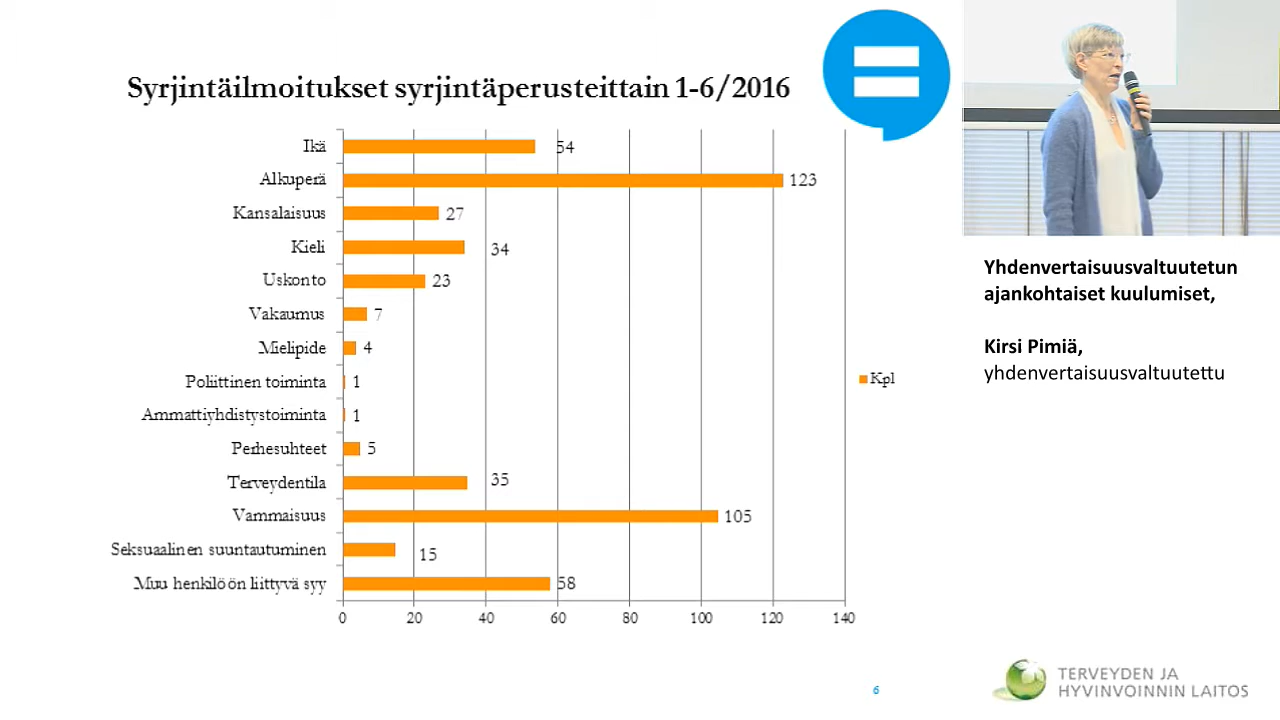 Syrjintäilmoitukset syrjintäperusteittain 1-6/2016
Ikä 54
Alkuperä 123
Kansalaisuus 27
Kieli 34
Uskonto 23
Vakaumus 7
Mielipide 4
Poliittinen toiminta 1
Ammattiyhdistystoiminta 1
Perhesuhteet 5
Terveydentila 35
Vammaisuus 105
Seksuaalinen suuntautuminen 15
Muu henkilöön liittyvä syy 58
0 20 40 60 80 100 120 140
Kpl
6
Yhdenvertaisuusvaltuutetun
ajankohtaiset kuulumiset,
Kirsi Pimiä,
yhdenvertaisuusvaltuutettu
TERVEYDEN JA
HYVINVOINNIN LAITOS